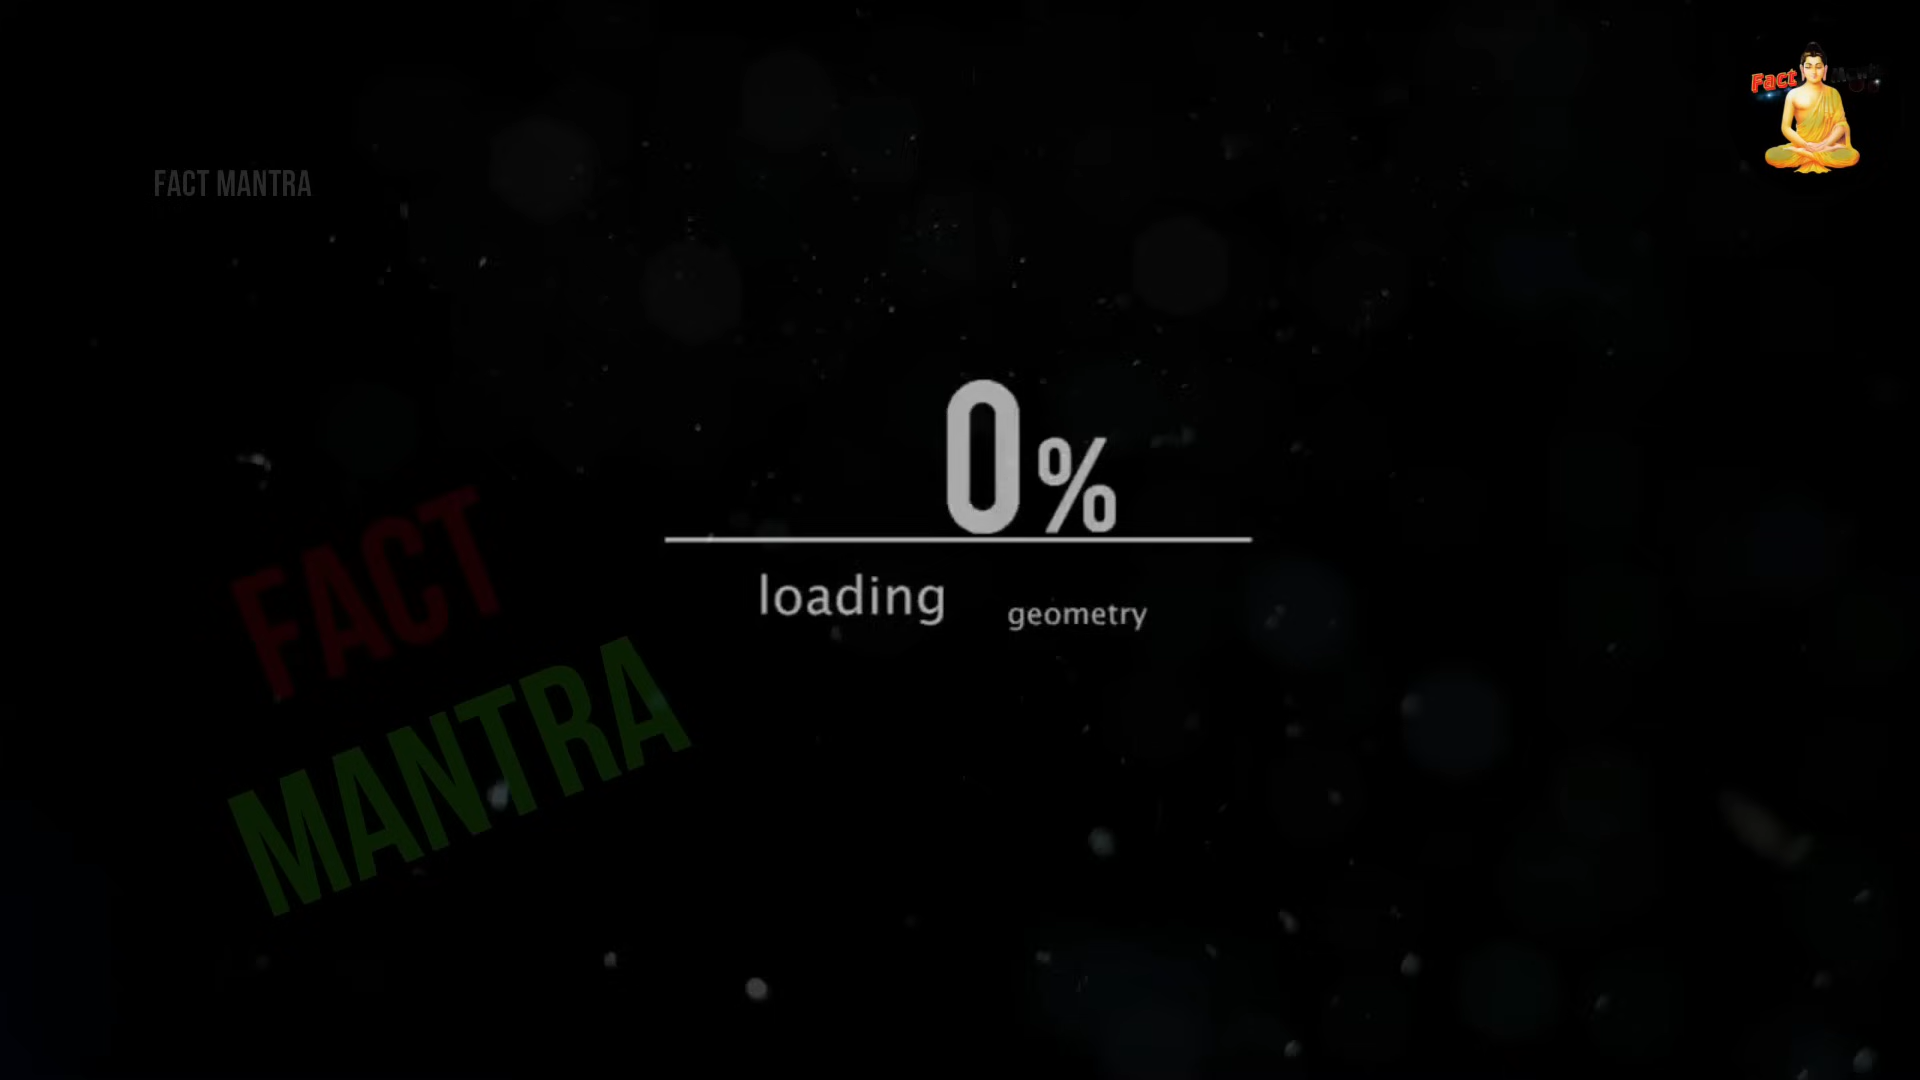 Fact
FACT MANTRA
0%
loading geometry
FACT
MANTRA